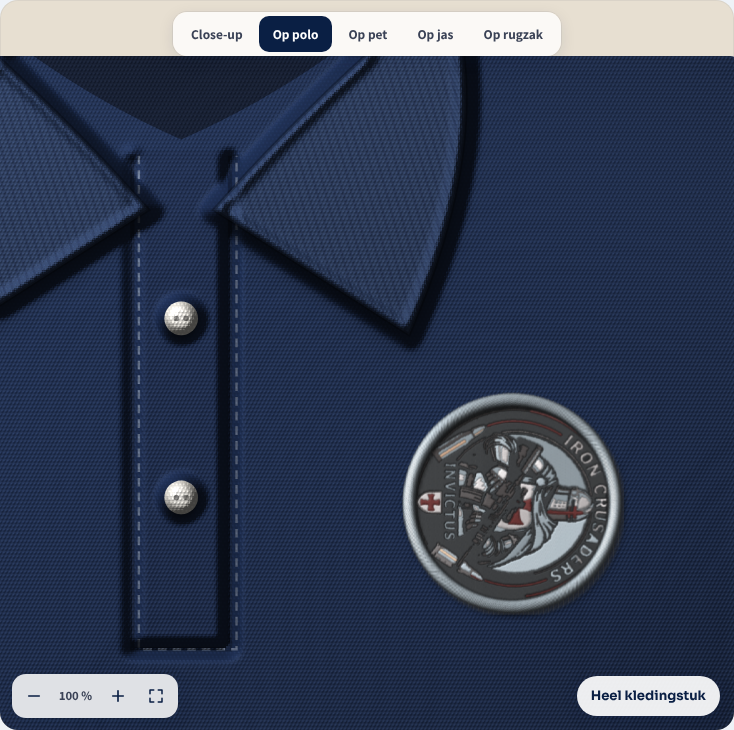 Close-up
Op polo
Op pet
Op jas
Op rugzak
IRON CRUSADERS
INVICTUS
100 %
Heel kledingstuk